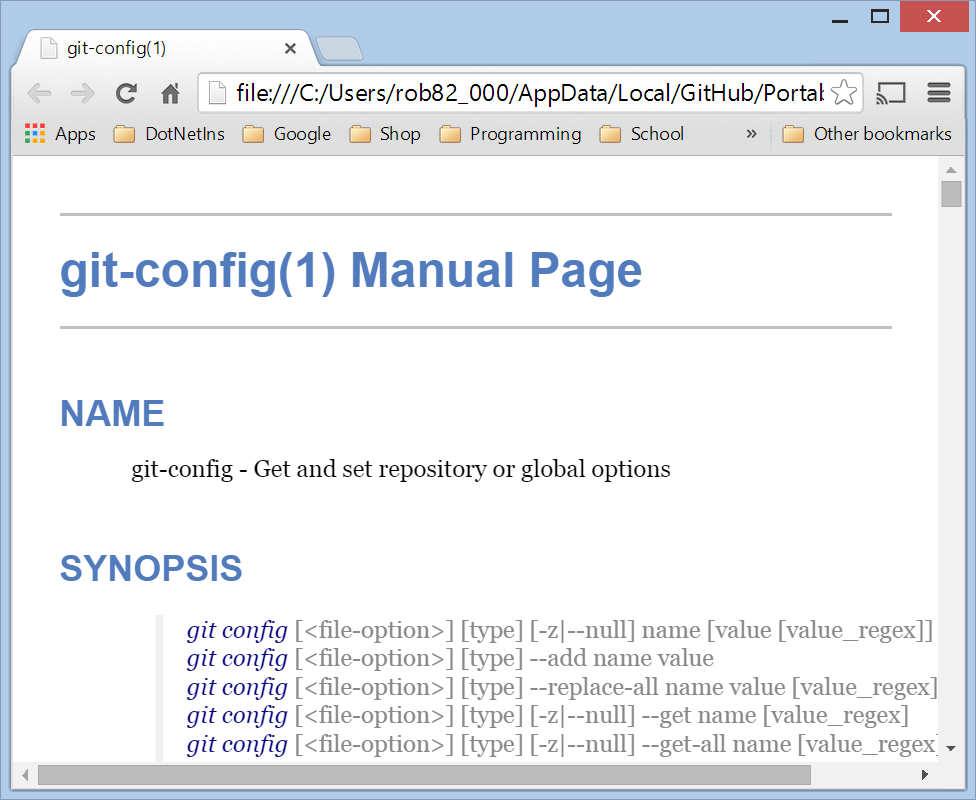 git-config(1)
file:///C:/Users/rob82_000/AppData/Local/GitHub/Portab
Apps DotNetIns Google Shop Programming School » Other bookmarks
git-config(1) Manual Page
NAME
git-config - Get and set repository or global options
SYNOPSIS
git config [<file-option>] [type] [-z|--null] name [value [value_regex]]
git config [<file-option>] [type] --add name value
git config [<file-option>] [type] --replace-all name value [value_regex]
git config [<file-option>] [type] [-z|--null] --get name [value_regex]
git config [<file-option>] [type] [-z|--null] --get-all name [value_regex]